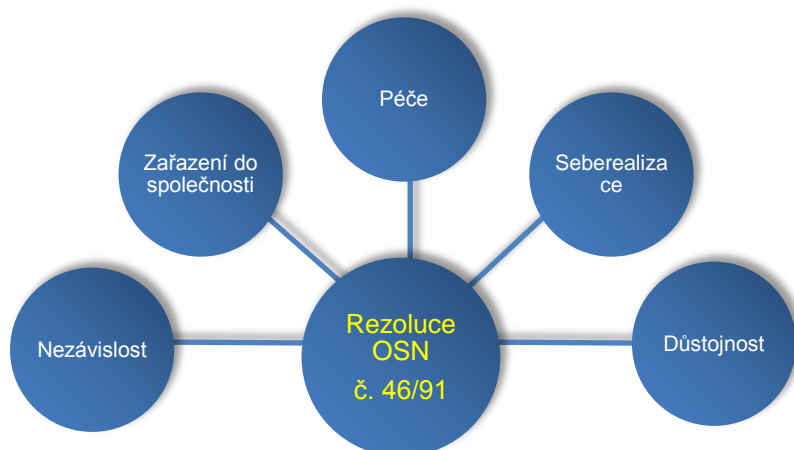 Péče
Zařazení do
společnosti
Seberealiza
ce
Nezávislost
Rezoluce
OSN
č. 46/91
Důstojnost